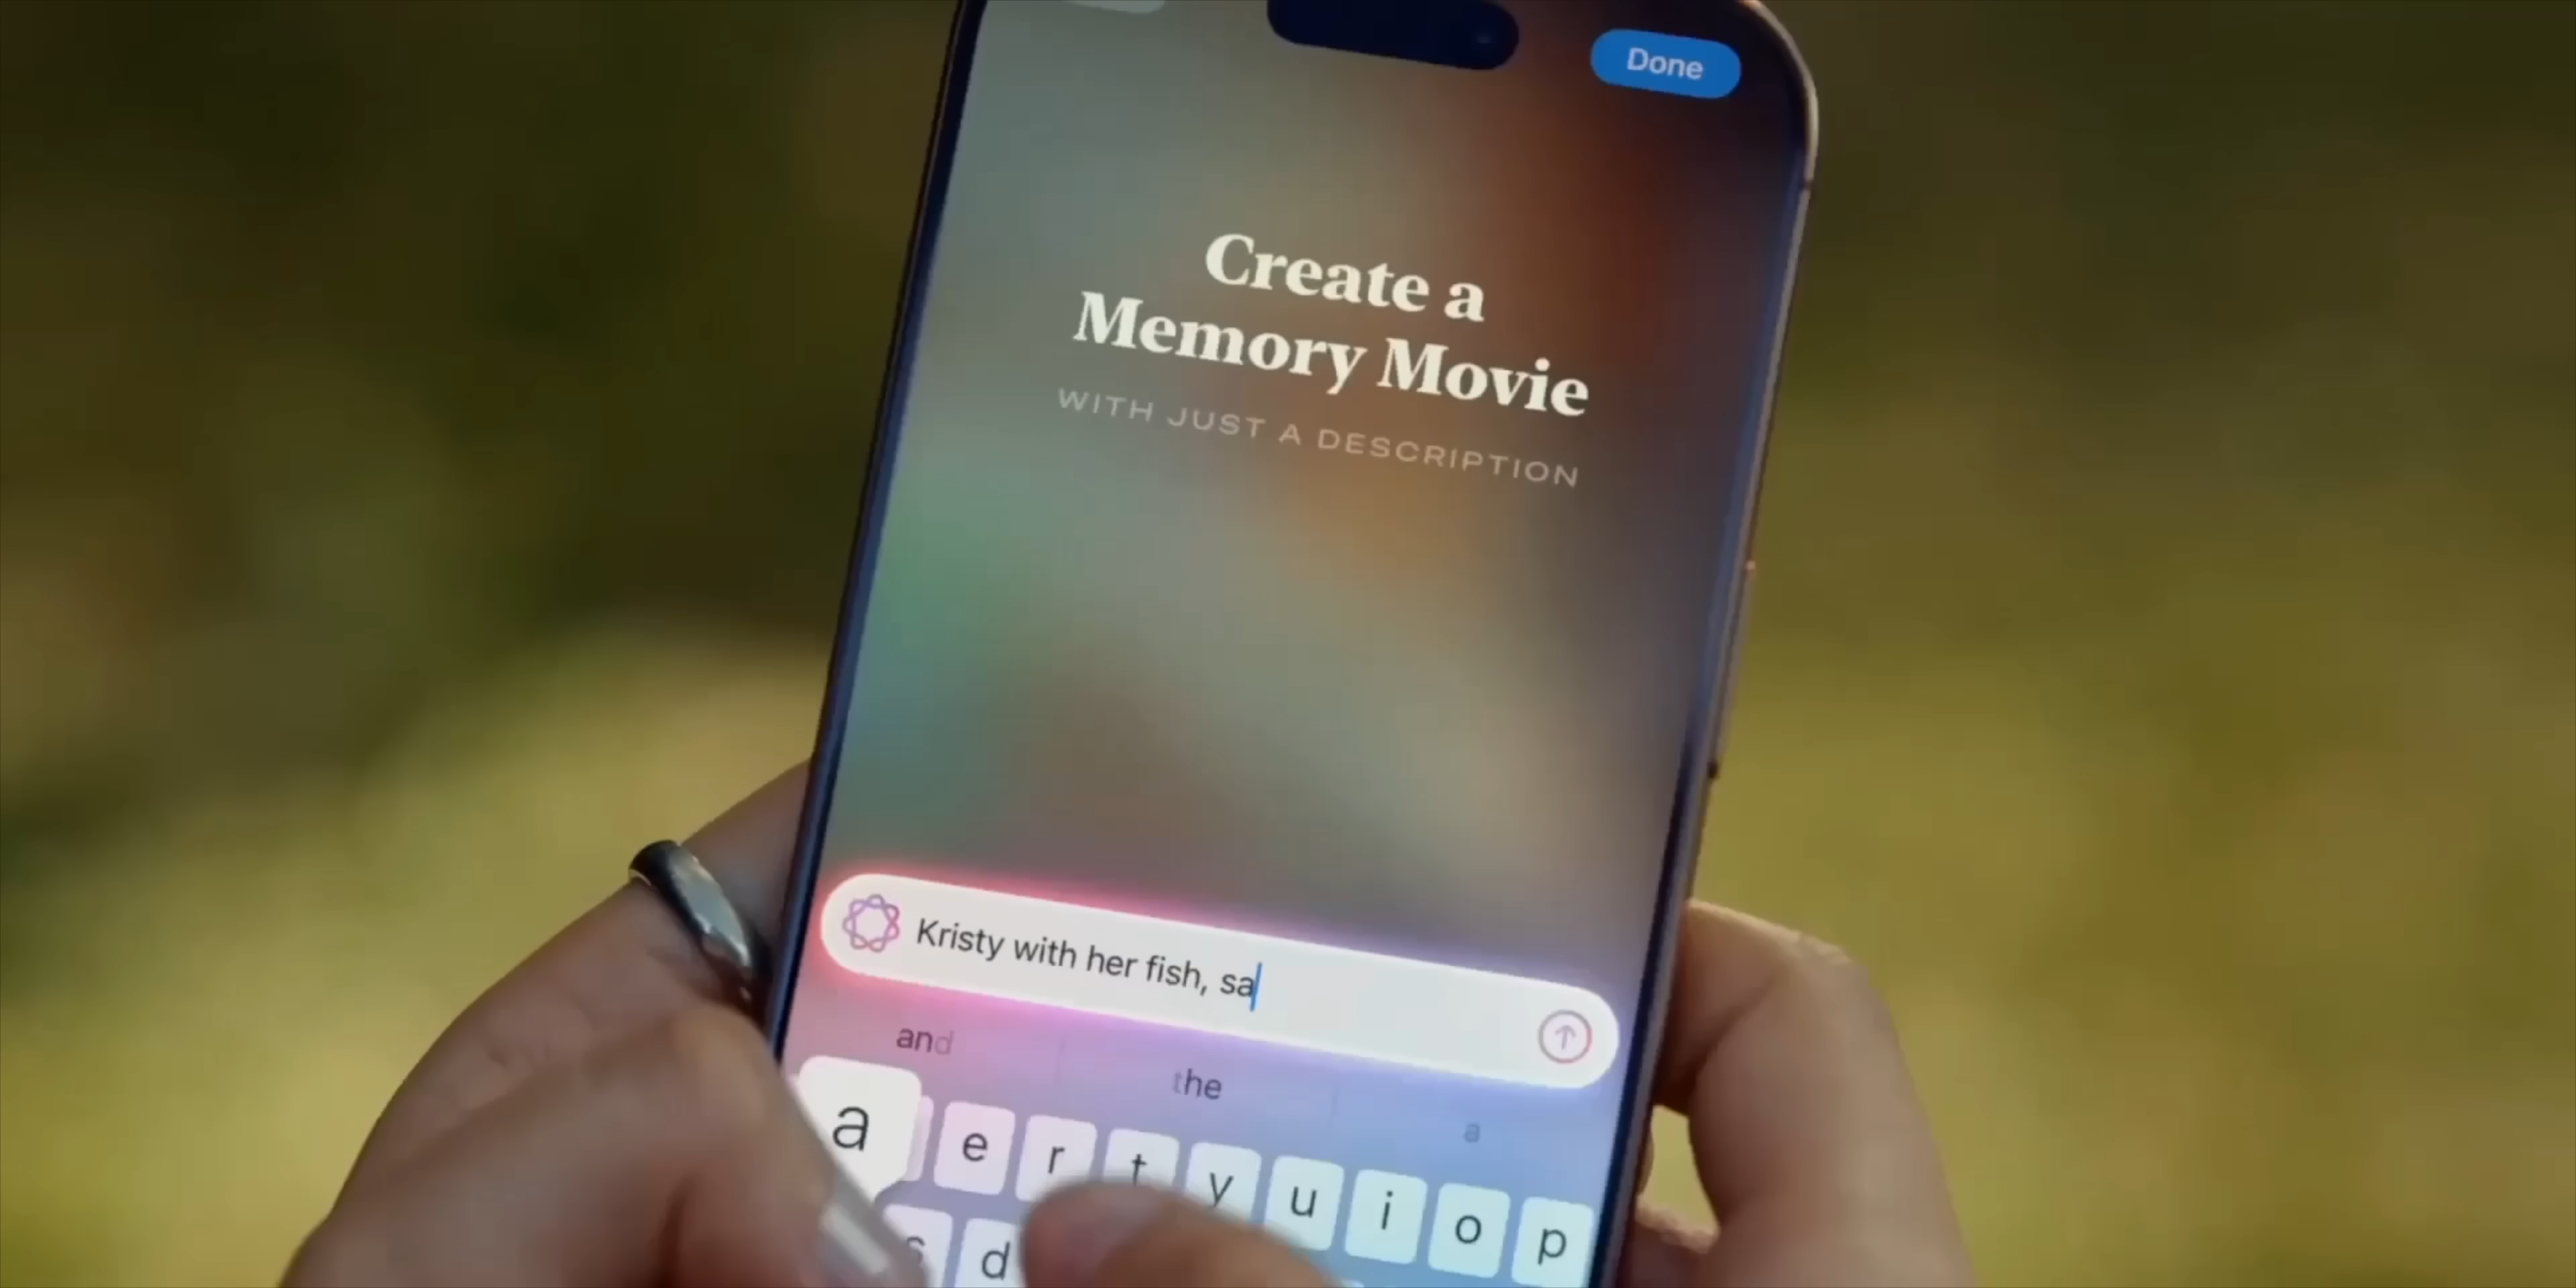 Done
Create a
Memory Movie
WITH JUST A DESCRIPTION
Kristy with her fish, sa
and
the
a
a e r t y u i o p
s d